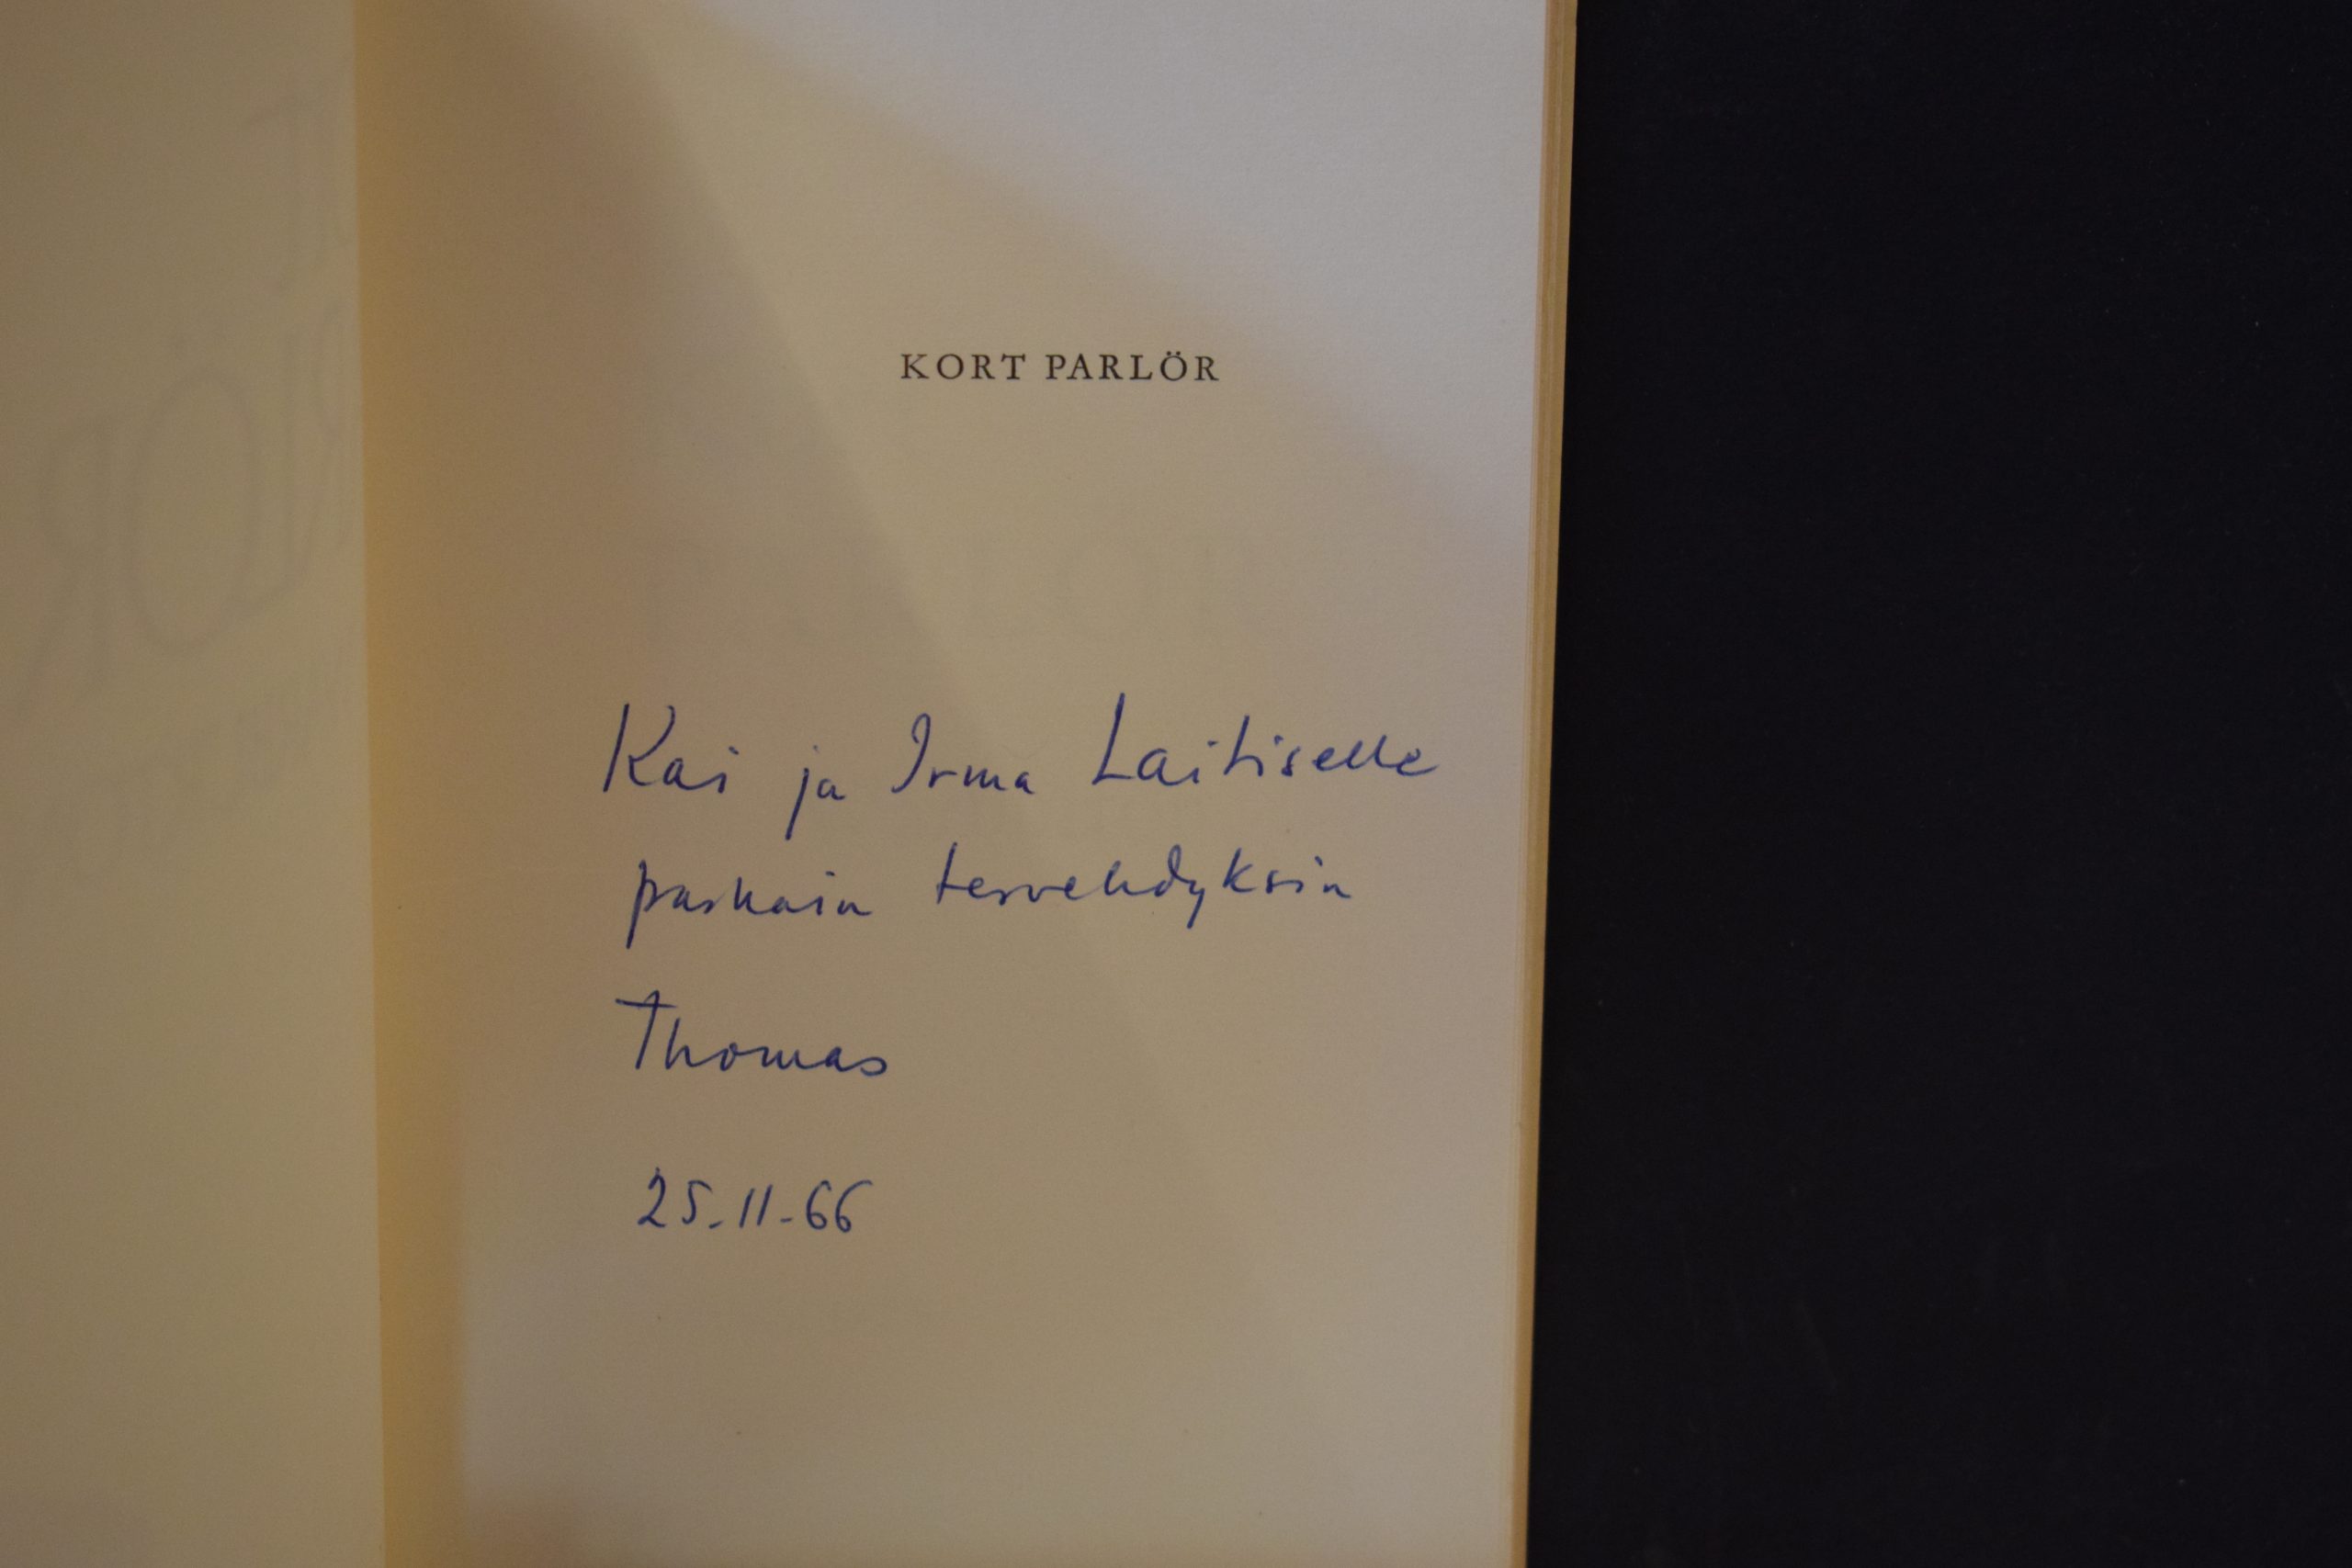 KORT PARLÖR
Kai ja Irma Laitiselle
parhain tervehdyksin
Thomas
25-11-66